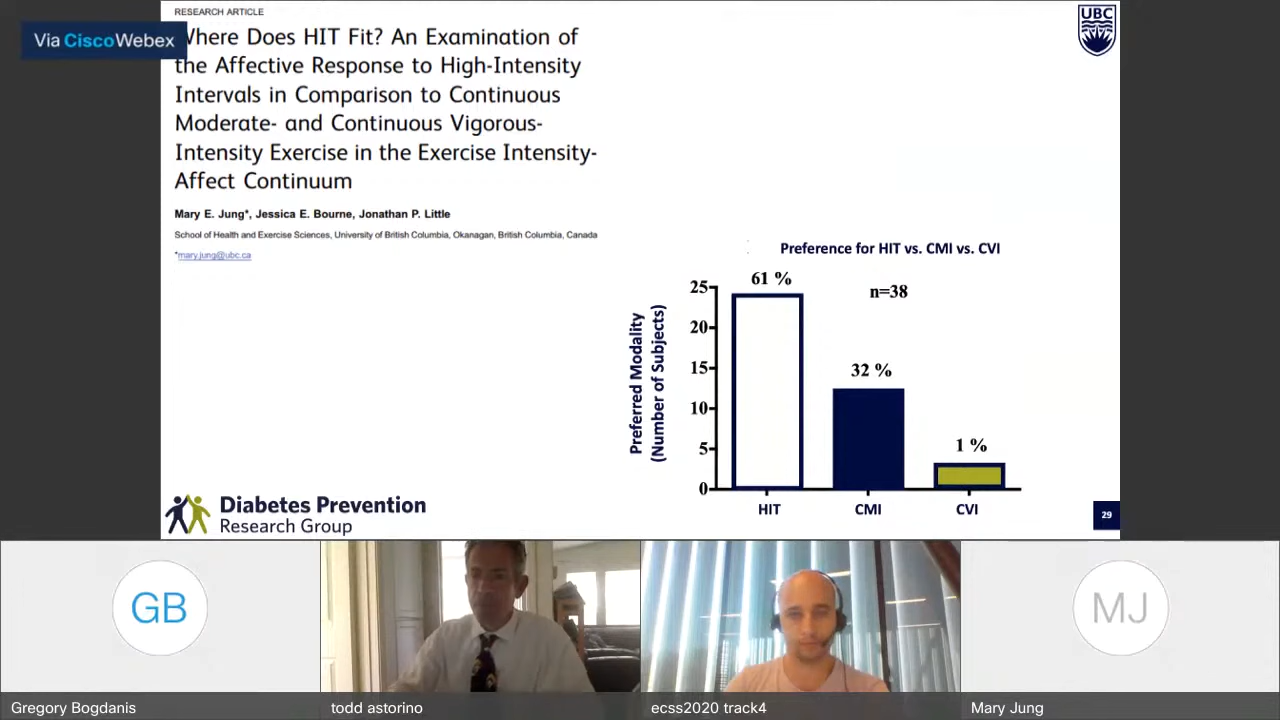 RESEARCH ARTICLE
Via CiscoWebex
Where Does HIT Fit? An Examination of
the Affective Response to High-Intensity
Intervals in Comparison to Continuous
Moderate- and Continuous Vigorous-
Intensity Exercise in the Exercise Intensity-
Affect Continuum
Mary E. Jung*, Jessica E. Bourne, Jonathan P. Little
School of Health and Exercise Sciences, University of British Columbia, Okanagan, British Columbia, Canada
*mary.jung@ubc.ca
UBC
Preference for HIT vs. CMI vs. CVI
61 %
n=38
32 %
1 %
25
20
15
10
5
0
Preferred Modality
(Number of Subjects)
HIT
CMI
CVI
Diabetes Prevention
Research Group
29
GB
MJ
Gregory Bogdanis
todd astorino
ecss2020 track4
Mary Jung